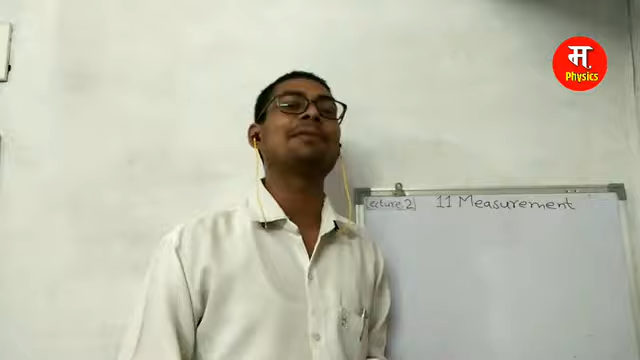 म.
Physics
Lecture 2
11 Measurement